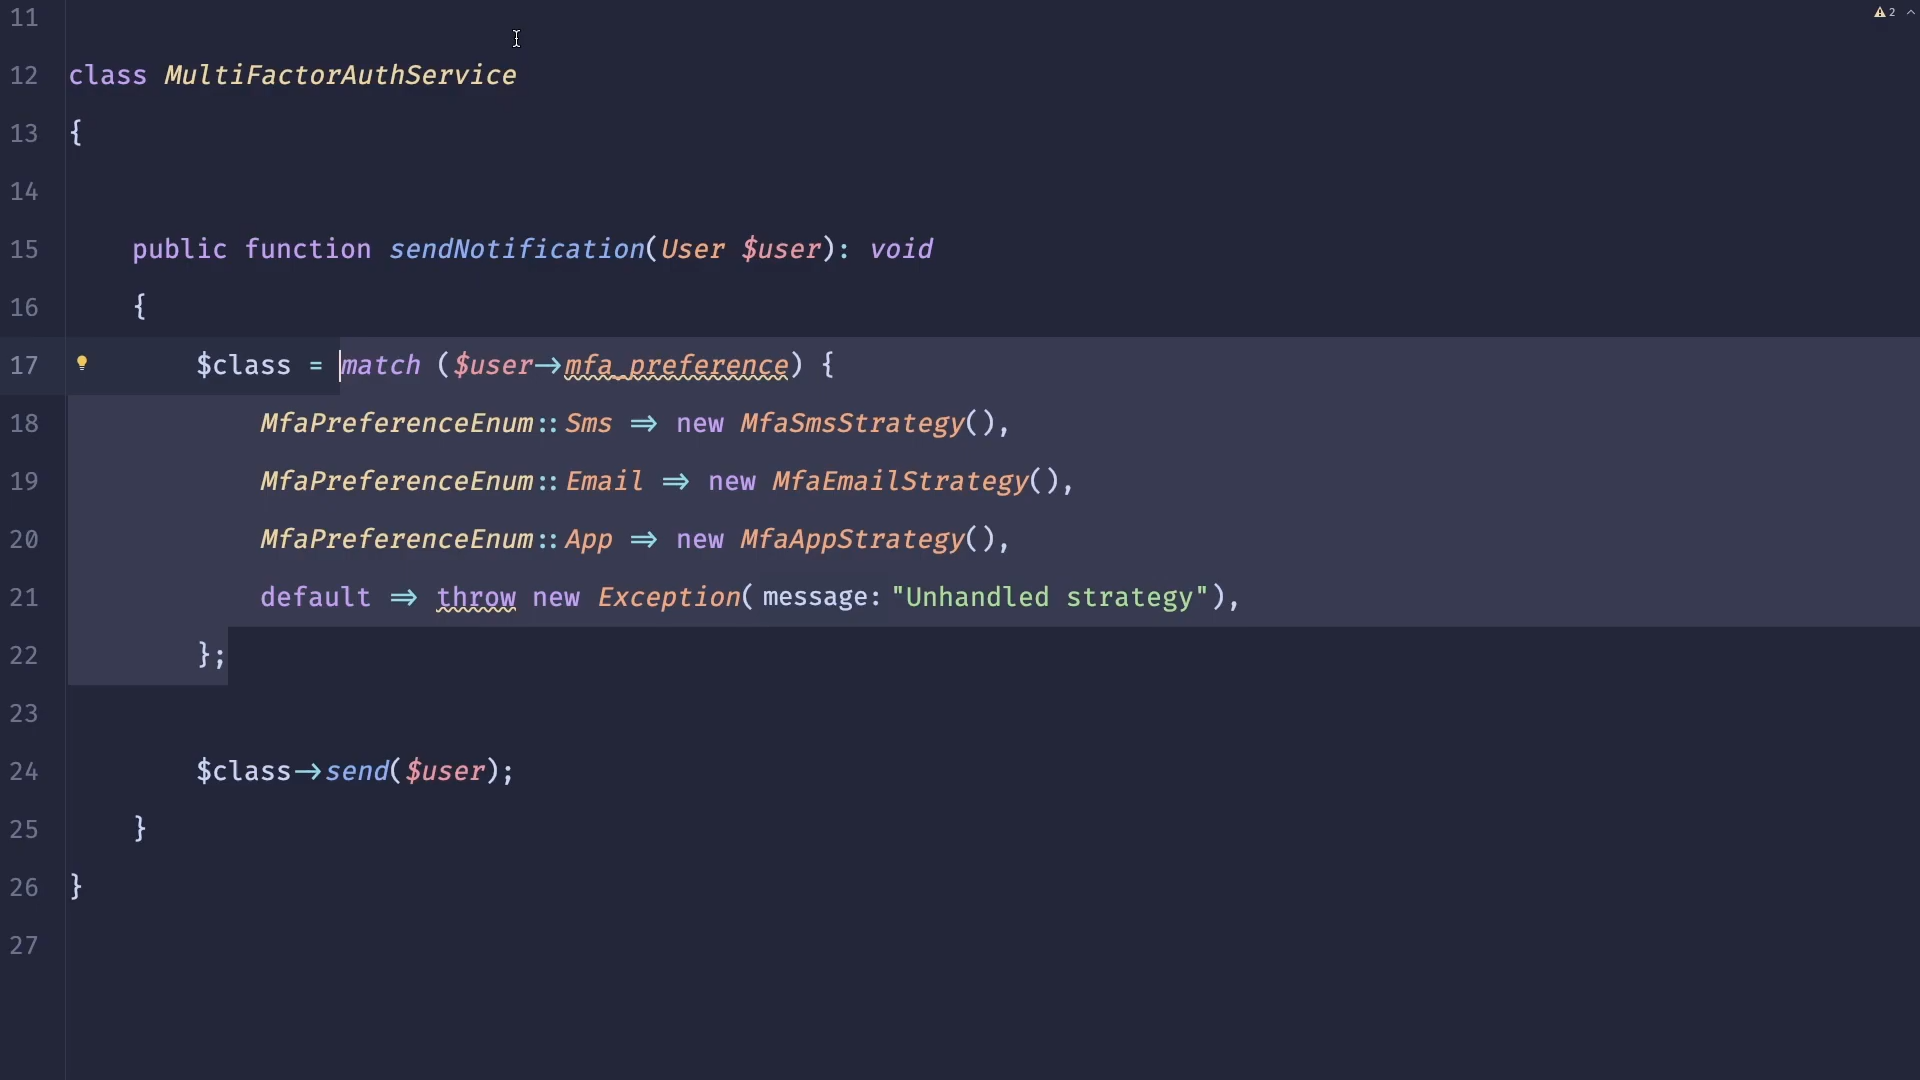 11
12 class MultiFactorAuthService
13 {
14
15 public function sendNotification(User $user): void
16 {
17 $class = match ($user->mfa_preference) {
18 MfaPreferenceEnum::Sms => new MfaSmsStrategy(),
19 MfaPreferenceEnum::Email => new MfaEmailStrategy(),
20 MfaPreferenceEnum::App => new MfaAppStrategy(),
21 default => throw new Exception( message: "Unhandled strategy"),
22 };
23
24 $class->send($user);
25 }
26 }
27
2